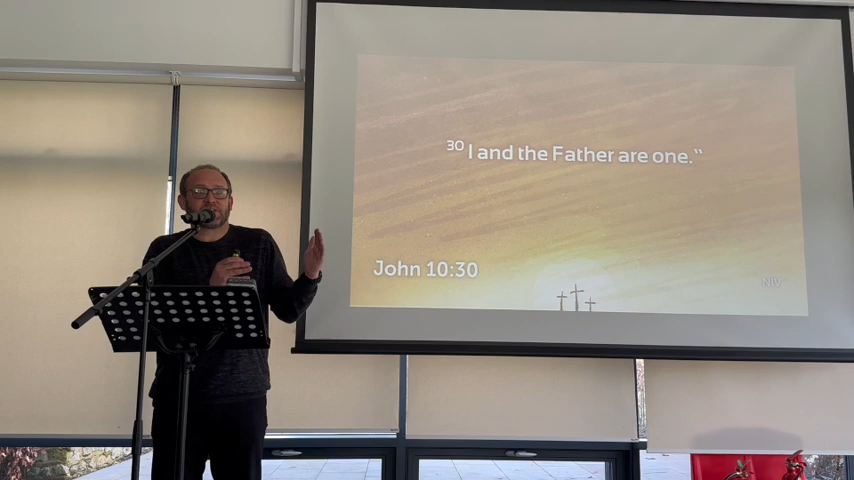 ³⁰ I and the Father are one.“
John 10:30
NIV